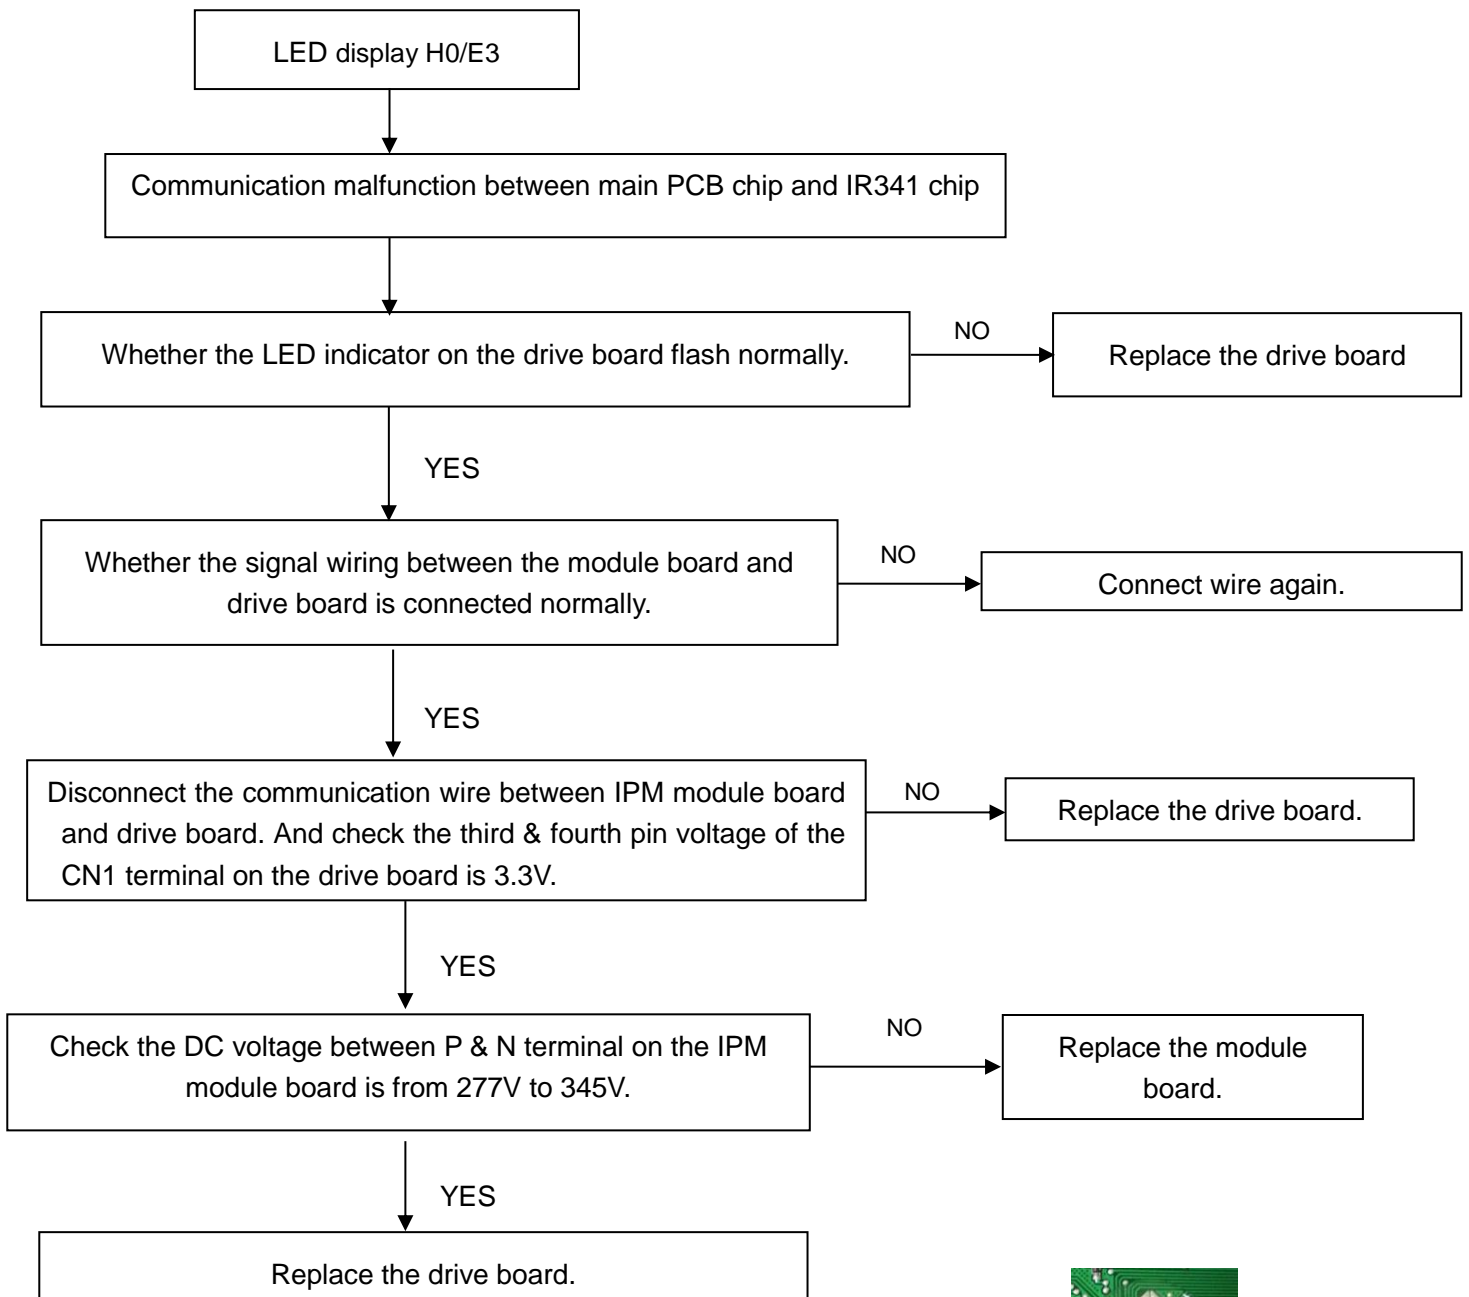 LED display H0/E3
Communication malfunction between main PCB chip and IR341 chip
Whether the LED indicator on the drive board flash normally.
NO
Replace the drive board
YES
Whether the signal wiring between the module board and
drive board is connected normally.
NO
Connect wire again.
YES
Disconnect the communication wire between IPM module board
and drive board. And check the third & fourth pin voltage of the
CN1 terminal on the drive board is 3.3V.
NO
Replace the drive board.
YES
Check the DC voltage between P & N terminal on the IPM
module board is from 277V to 345V.
NO
Replace the module
board.
YES
Replace the drive board.